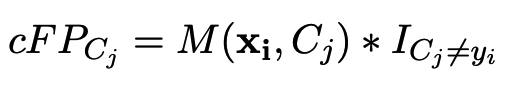 $cFP_{C_j} = M(\mathbf{x_i}, C_j) * I_{C_j \neq y_i}$